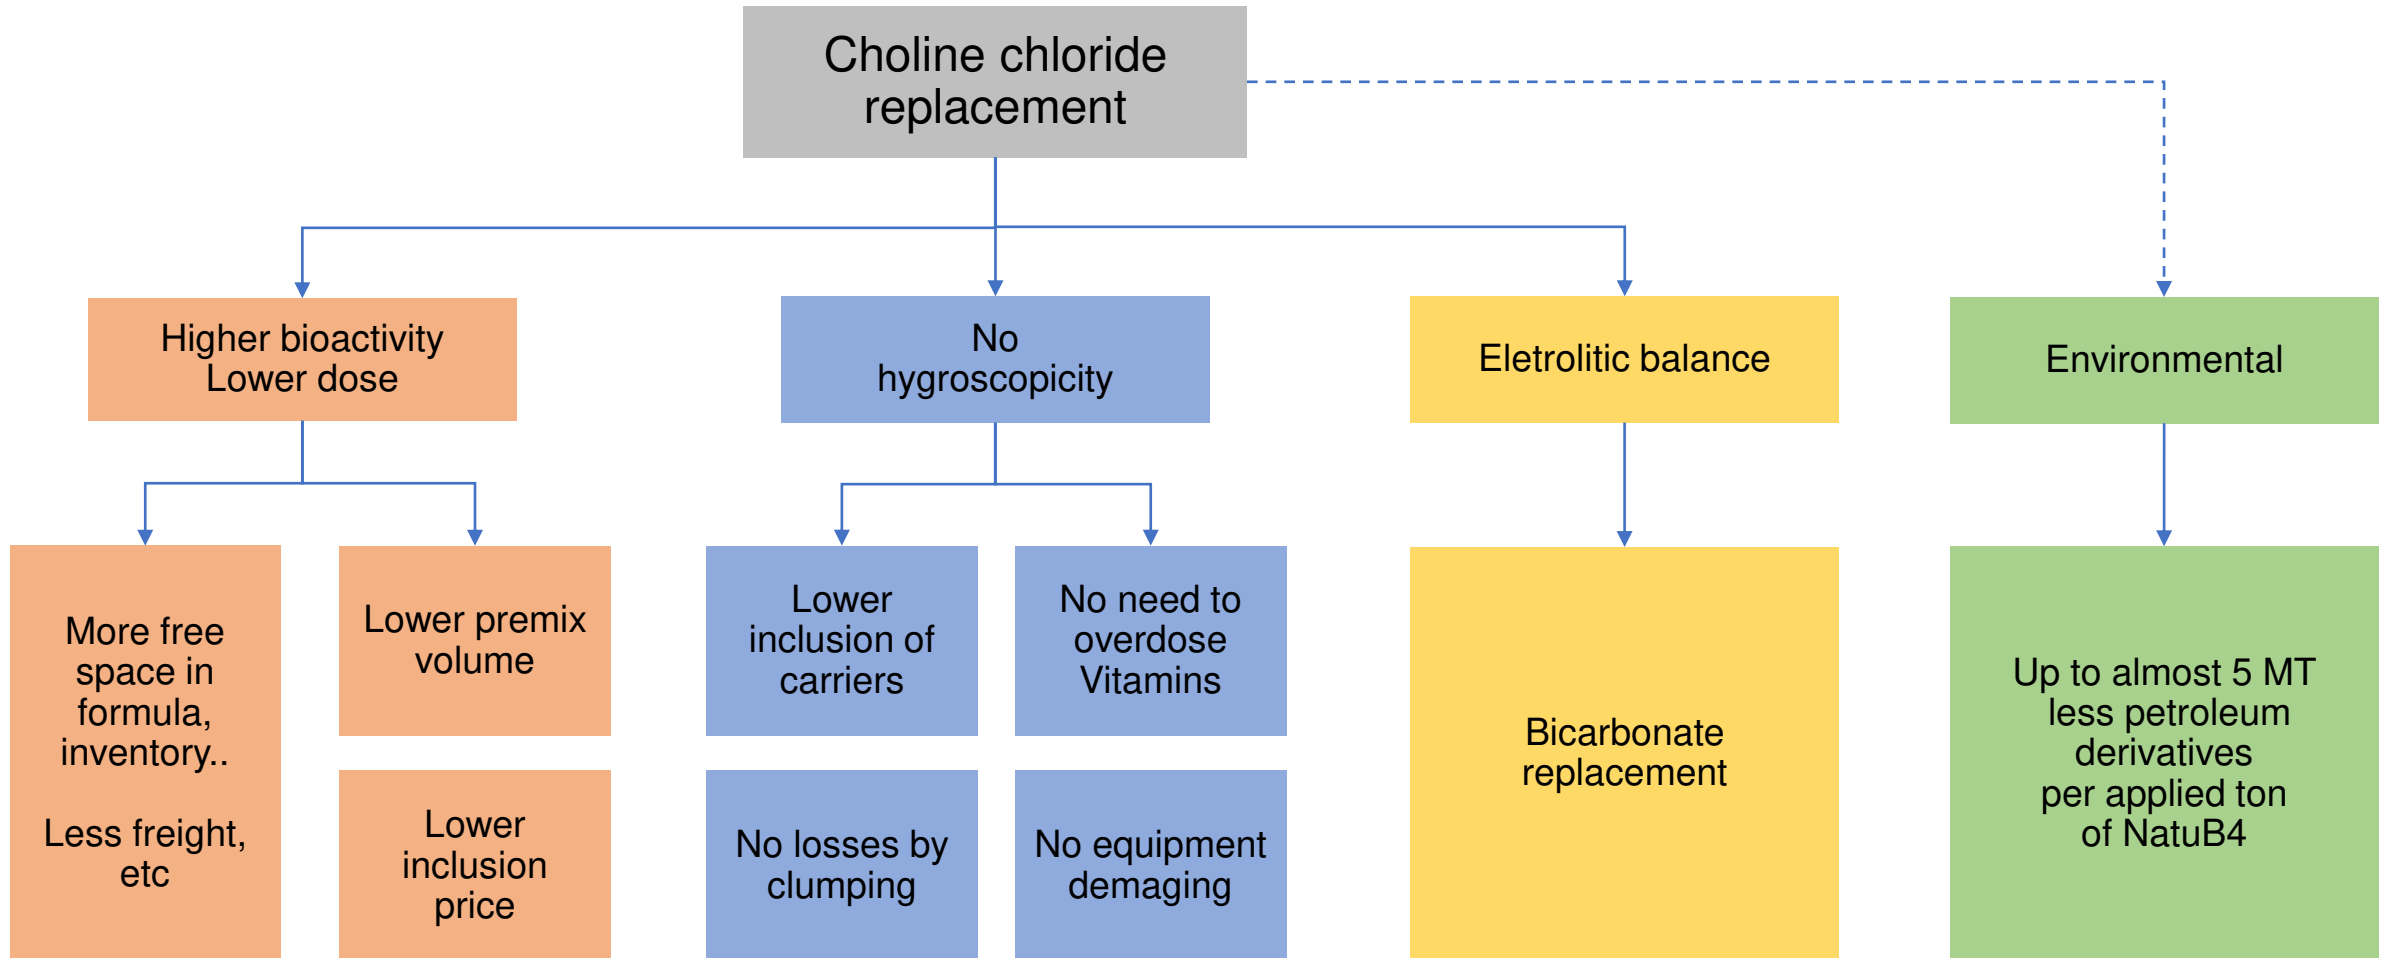 Choline chloride
replacement
Higher bioactivity
Lower dose
No
hygroscopicity
Eletrolitic balance
Environmental
More free
space in
formula,
inventory..
Less freight,
etc
Lower premix
volume
Lower
inclusion
price
Lower
inclusion of
carriers
No need to
overdose
Vitamins
No losses by
clumping
No equipment
demaging
Bicarbonate
replacement
Up to almost 5 MT
less petroleum
derivatives
per applied ton
of NatuB4